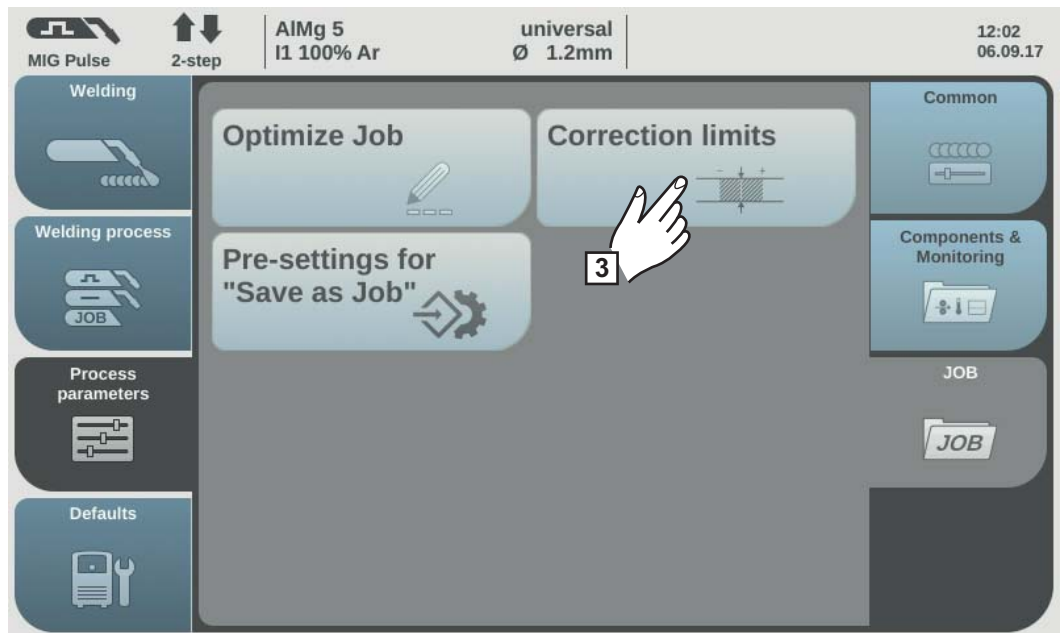 MIG Pulse
2-step
AlMg 5
I1 100% Ar
universal
Ø 1.2mm
12:02
06.09.17
Welding
Welding process
JOB
Process
parameters
Defaults
Optimize Job
Correction limits
- +
3
Pre-settings for
"Save as Job"
Common
Components &
Monitoring
JOB
JOB